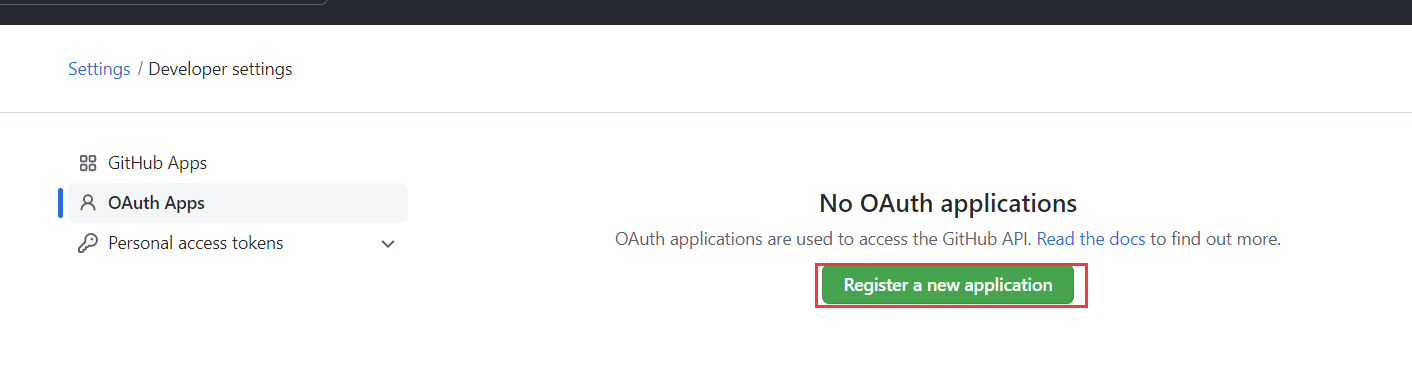 Settings / Developer settings
GitHub Apps
OAuth Apps
Personal access tokens
No OAuth applications
OAuth applications are used to access the GitHub API. Read the docs to find out more.
Register a new application